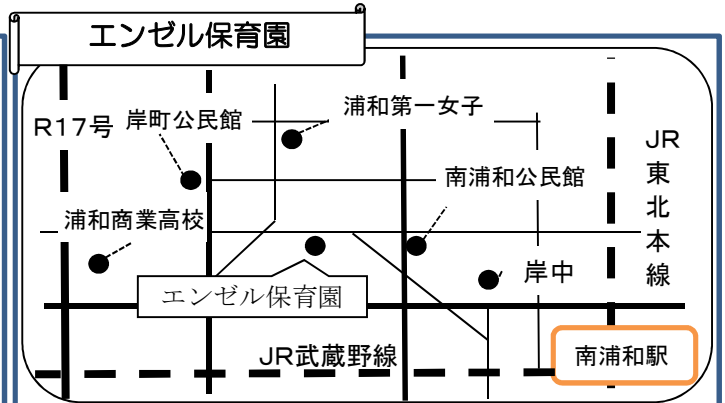 エンゼル保育園
浦和第一女子
岸町公民館
R17号
JR東北本線
南浦和公民館
浦和商業高校
岸中
エンゼル保育園
JR武蔵野線
南浦和駅